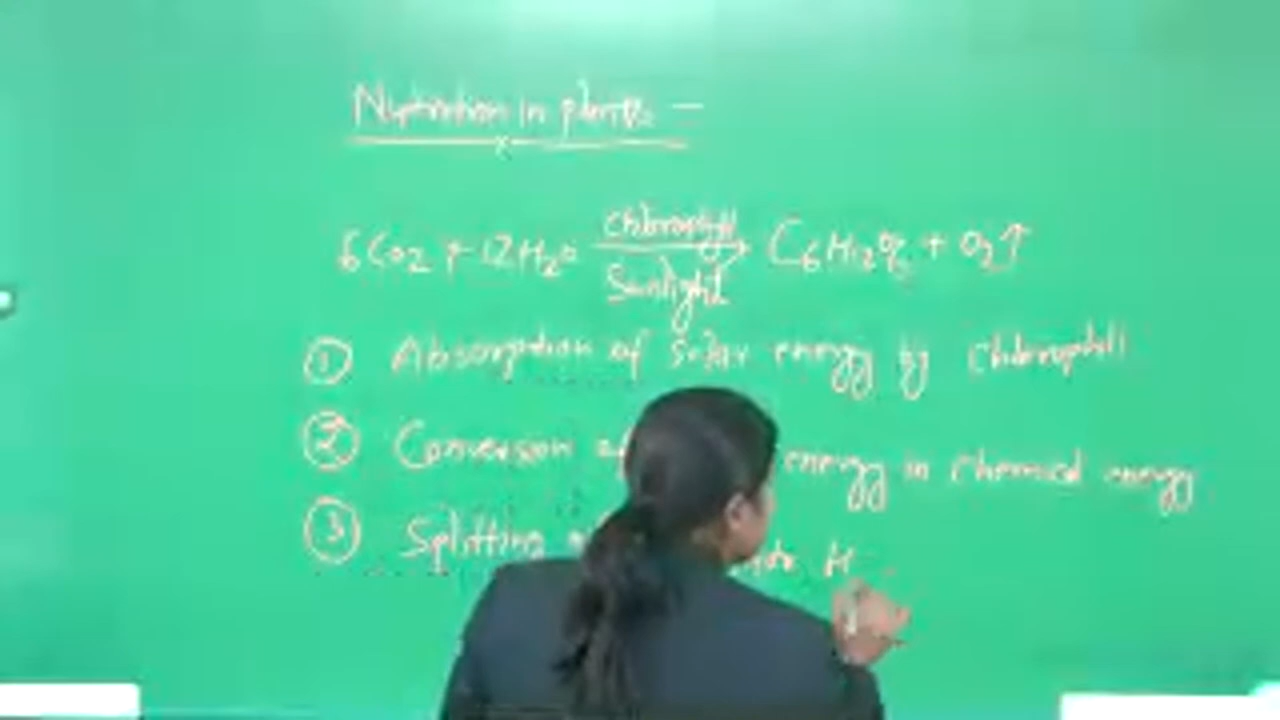 Nutrition in plants -
6CO2 + 12H2O Chlorophyll Sunlight C6H12O6 + O2↑
① Absorption of Solar energy by Chlorophyll
② Conversion of energy in chemical energy
③ Splitting H